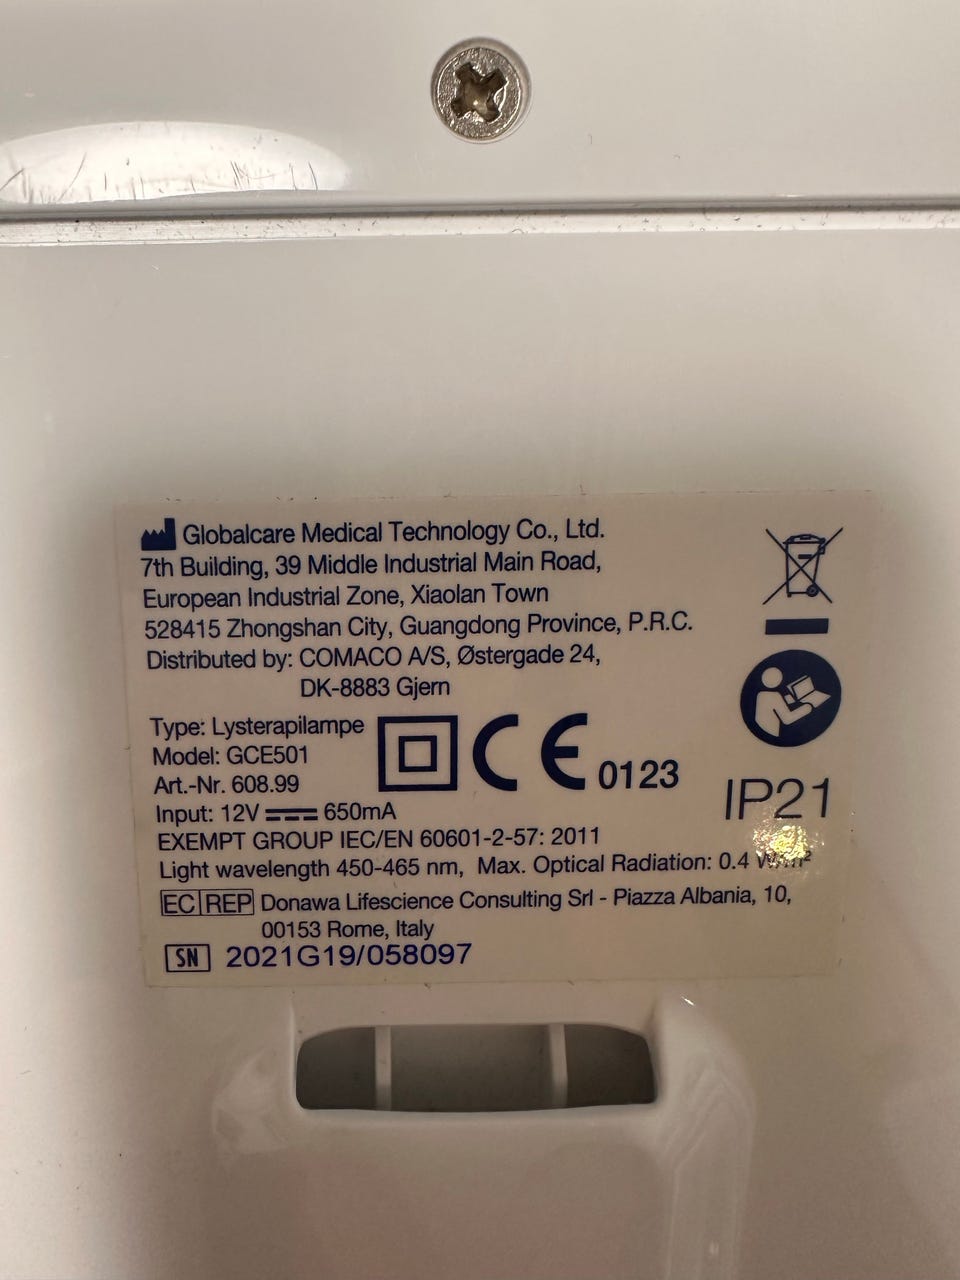 Globalcare Medical Technology Co., Ltd.
7th Building, 39 Middle Industrial Main Road,
European Industrial Zone, Xiaolan Town
528415 Zhongshan City, Guangdong Province, P.R.C.
Distributed by: COMACO A/S, Østergade 24,
DK-8883 Gjern
Type: Lysterapilampe
Model: GCE501
Art.-Nr. 608.99
CE 0123
IP21
Input: 12V 650mA
EXEMPT GROUP IEC/EN 60601-2-57: 2011
Light wavelength 450-465 nm, Max. Optical Radiation: 0.4 W/m²
EC REP Donawa Lifescience Consulting Srl - Piazza Albania, 10,
00153 Rome, Italy
SN 2021G19/058097